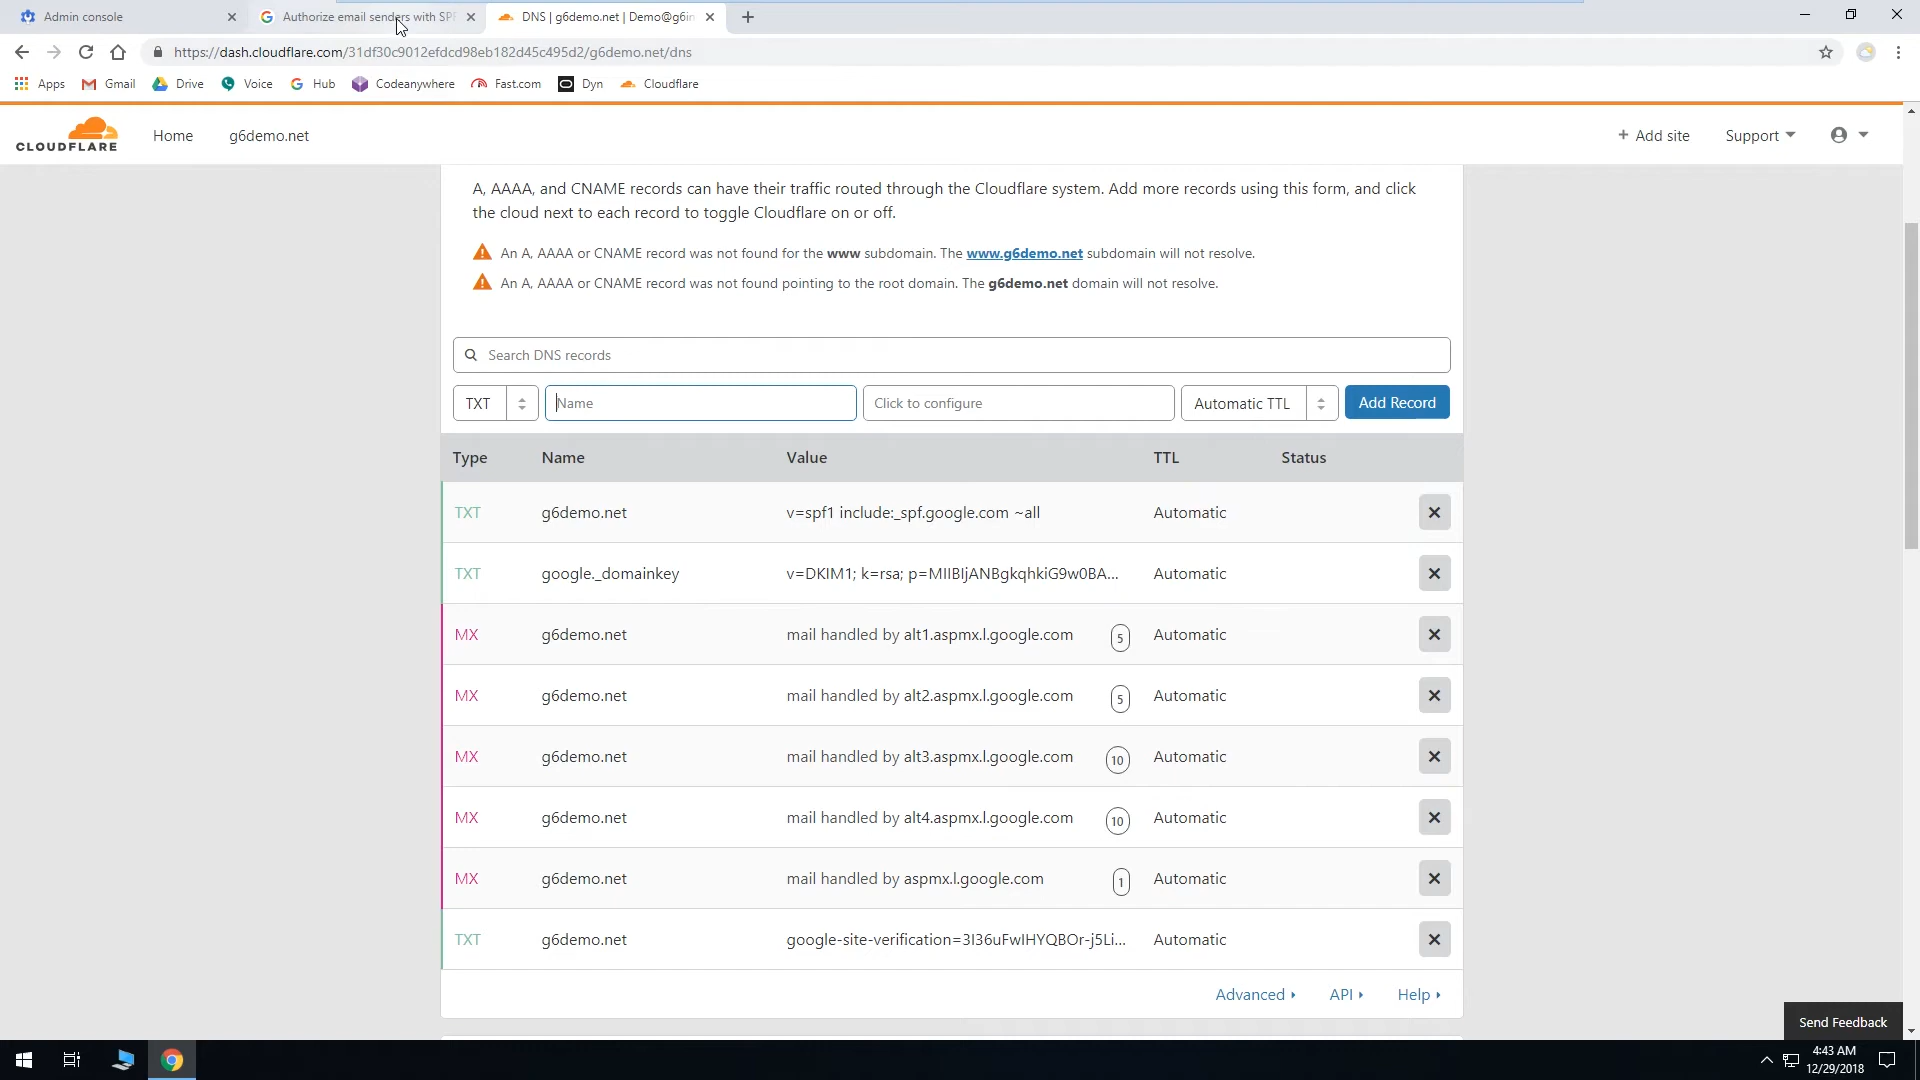 Admin console
Authorize email senders with SPF
DNS | g6demo.net | Demo@g6in
https://dash.cloudflare.com/31df30c9012efdcd98eb182d45c495d2/g6demo.net/dns
Apps
Gmail
Drive
Voice
Hub
Codeanywhere
Fast.com
Dyn
Cloudflare
CLOUDFLARE
Home
g6demo.net
+ Add site
Support
A, AAAA, and CNAME records can have their traffic routed through the Cloudflare system. Add more records using this form, and click
the cloud next to each record to toggle Cloudflare on or off.
An A, AAAA or CNAME record was not found for the www subdomain. The www.g6demo.net subdomain will not resolve.
An A, AAAA or CNAME record was not found pointing to the root domain. The g6demo.net domain will not resolve.
Search DNS records
TXT Name Click to configure Automatic TTL Add Record
Type Name Value TTL Status
TXT g6demo.net v=spf1 include:_spf.google.com ~all Automatic
TXT google._domainkey v=DKIM1; k=rsa; p=MIIBIjANBgkqhkiG9w0BA... Automatic
MX g6demo.net mail handled by alt1.aspmx.l.google.com 5 Automatic
MX g6demo.net mail handled by alt2.aspmx.l.google.com 5 Automatic
MX g6demo.net mail handled by alt3.aspmx.l.google.com 10 Automatic
MX g6demo.net mail handled by alt4.aspmx.l.google.com 10 Automatic
MX g6demo.net mail handled by aspmx.l.google.com 1 Automatic
TXT g6demo.net google-site-verification=3I36uFwIHYQBOr-j5Li... Automatic
Advanced
API
Help
Send Feedback
4:43 AM
12/29/2018